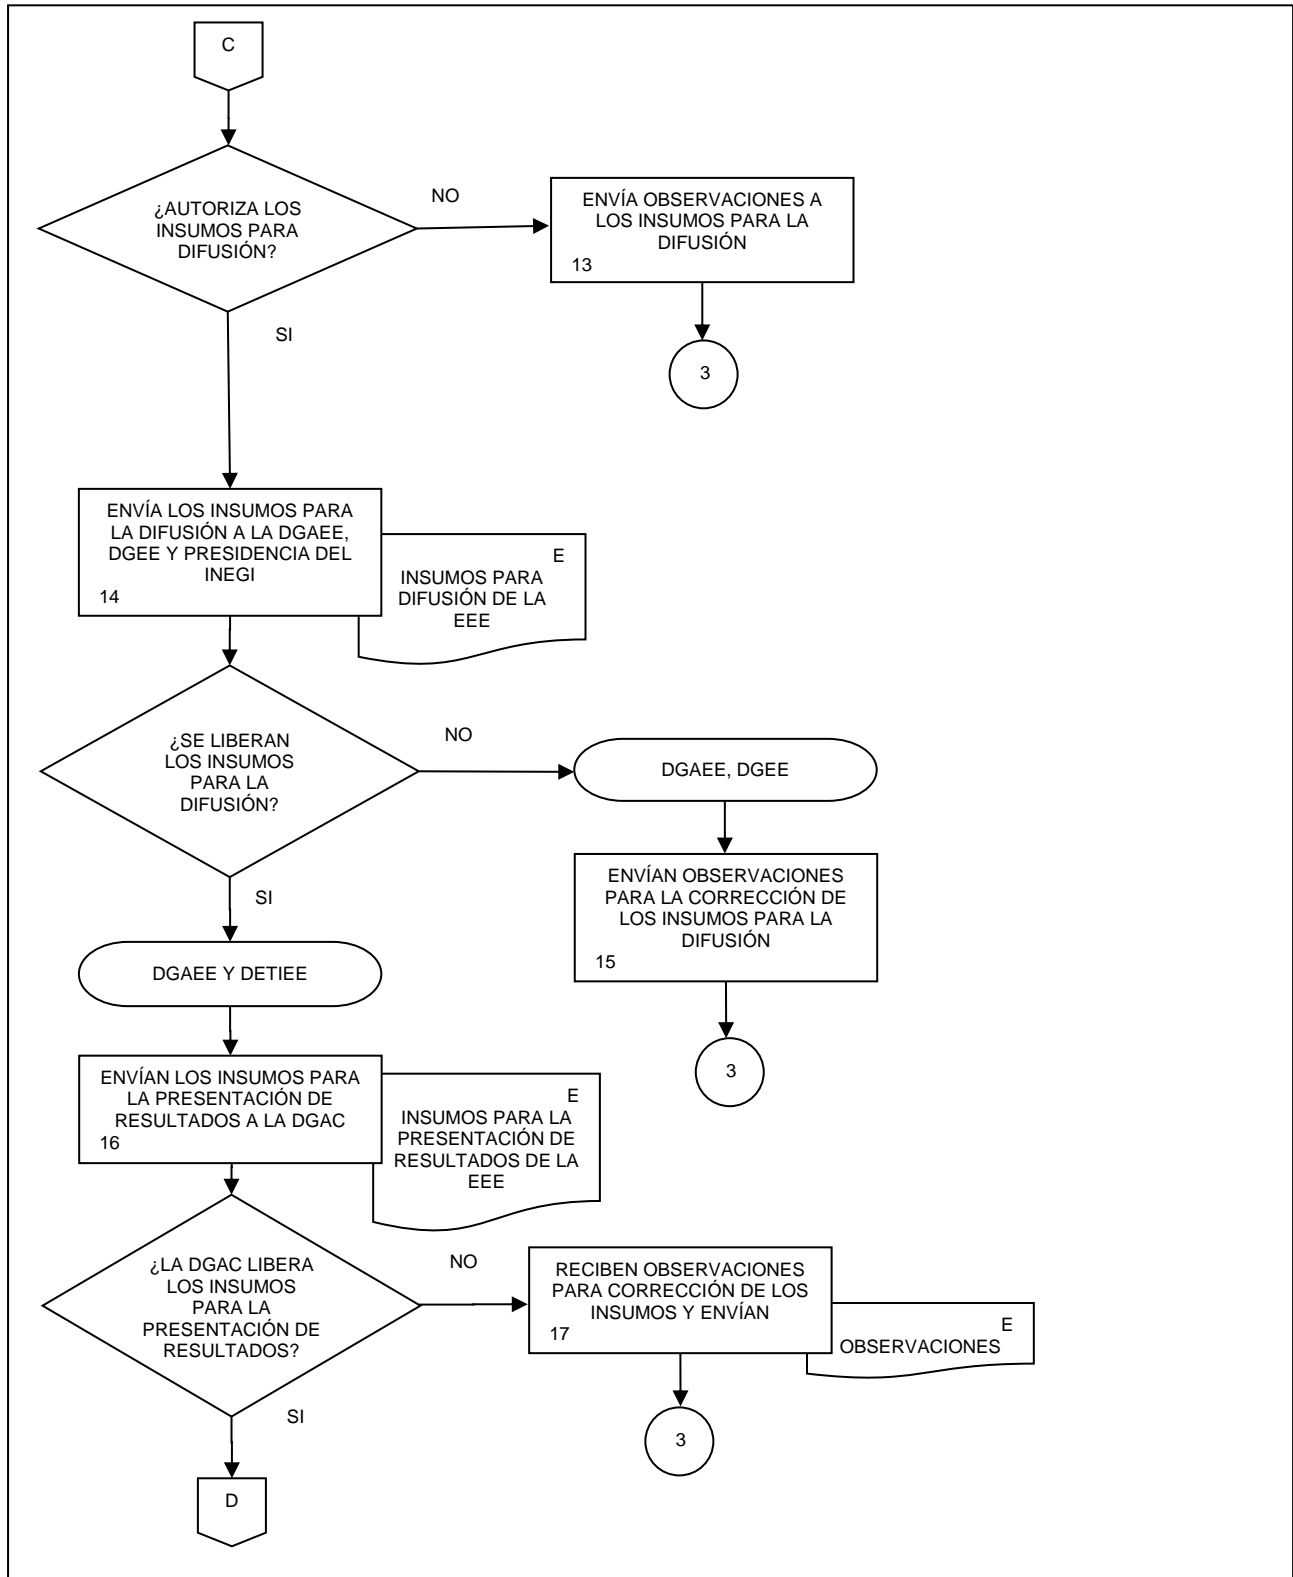 C
¿AUTORIZA LOS
INSUMOS PARA
DIFUSIÓN?
NO
ENVÍA OBSERVACIONES A
LOS INSUMOS PARA LA
DIFUSIÓN
13
3
SI
ENVÍA LOS INSUMOS PARA
LA DIFUSIÓN A LA DGAEE,
DGEE Y PRESIDENCIA DEL
INEGI
14
E
INSUMOS PARA
DIFUSIÓN DE LA
EEE
¿SE LIBERAN
LOS INSUMOS
PARA LA
DIFUSIÓN?
NO
DGAEE, DGEE
ENVÍAN OBSERVACIONES
PARA LA CORRECCIÓN DE
LOS INSUMOS PARA LA
DIFUSIÓN
15
3
SI
DGAEE Y DETIEE
ENVÍAN LOS INSUMOS PARA
LA PRESENTACIÓN DE
RESULTADOS A LA DGAC
16
E
INSUMOS PARA LA
PRESENTACIÓN DE
RESULTADOS DE LA
EEE
¿LA DGAC LIBERA
LOS INSUMOS
PARA LA
PRESENTACIÓN DE
RESULTADOS?
NO
RECIBEN OBSERVACIONES
PARA CORRECCIÓN DE LOS
INSUMOS Y ENVÍAN
17
E
OBSERVACIONES
3
SI
D